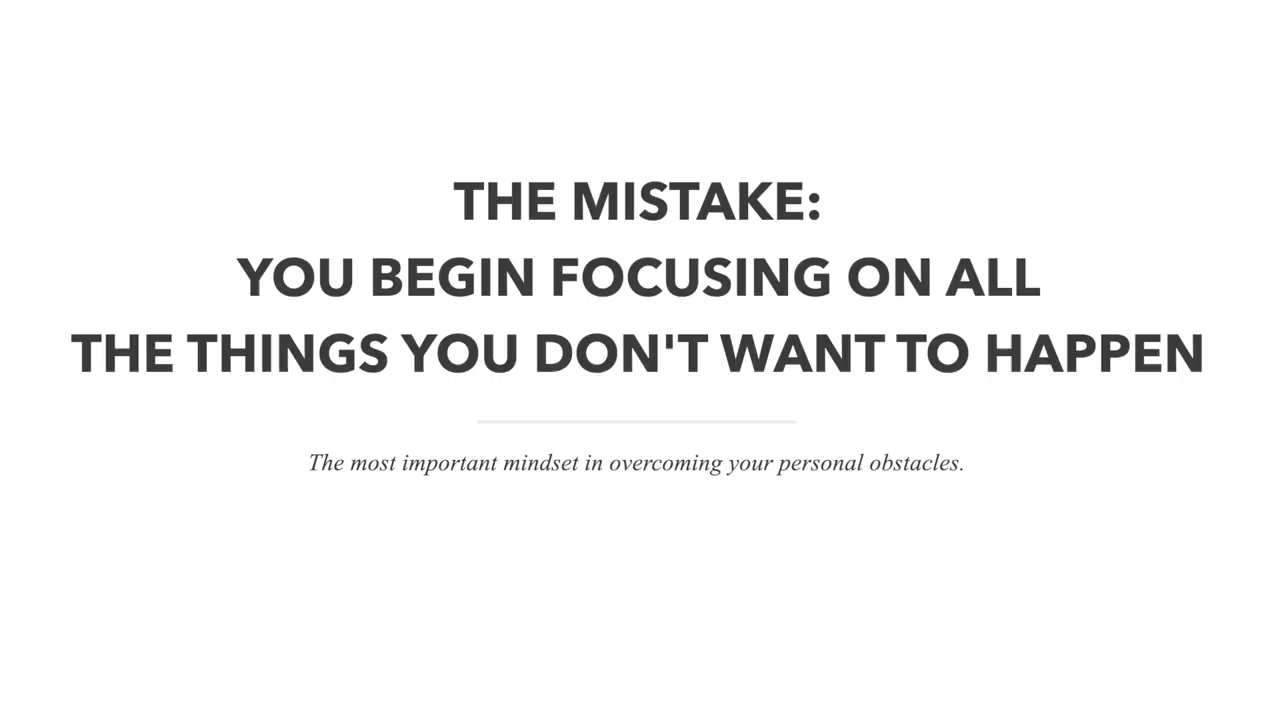 THE MISTAKE:
YOU BEGIN FOCUSING ON ALL
THE THINGS YOU DON'T WANT TO HAPPEN
The most important mindset in overcoming your personal obstacles.